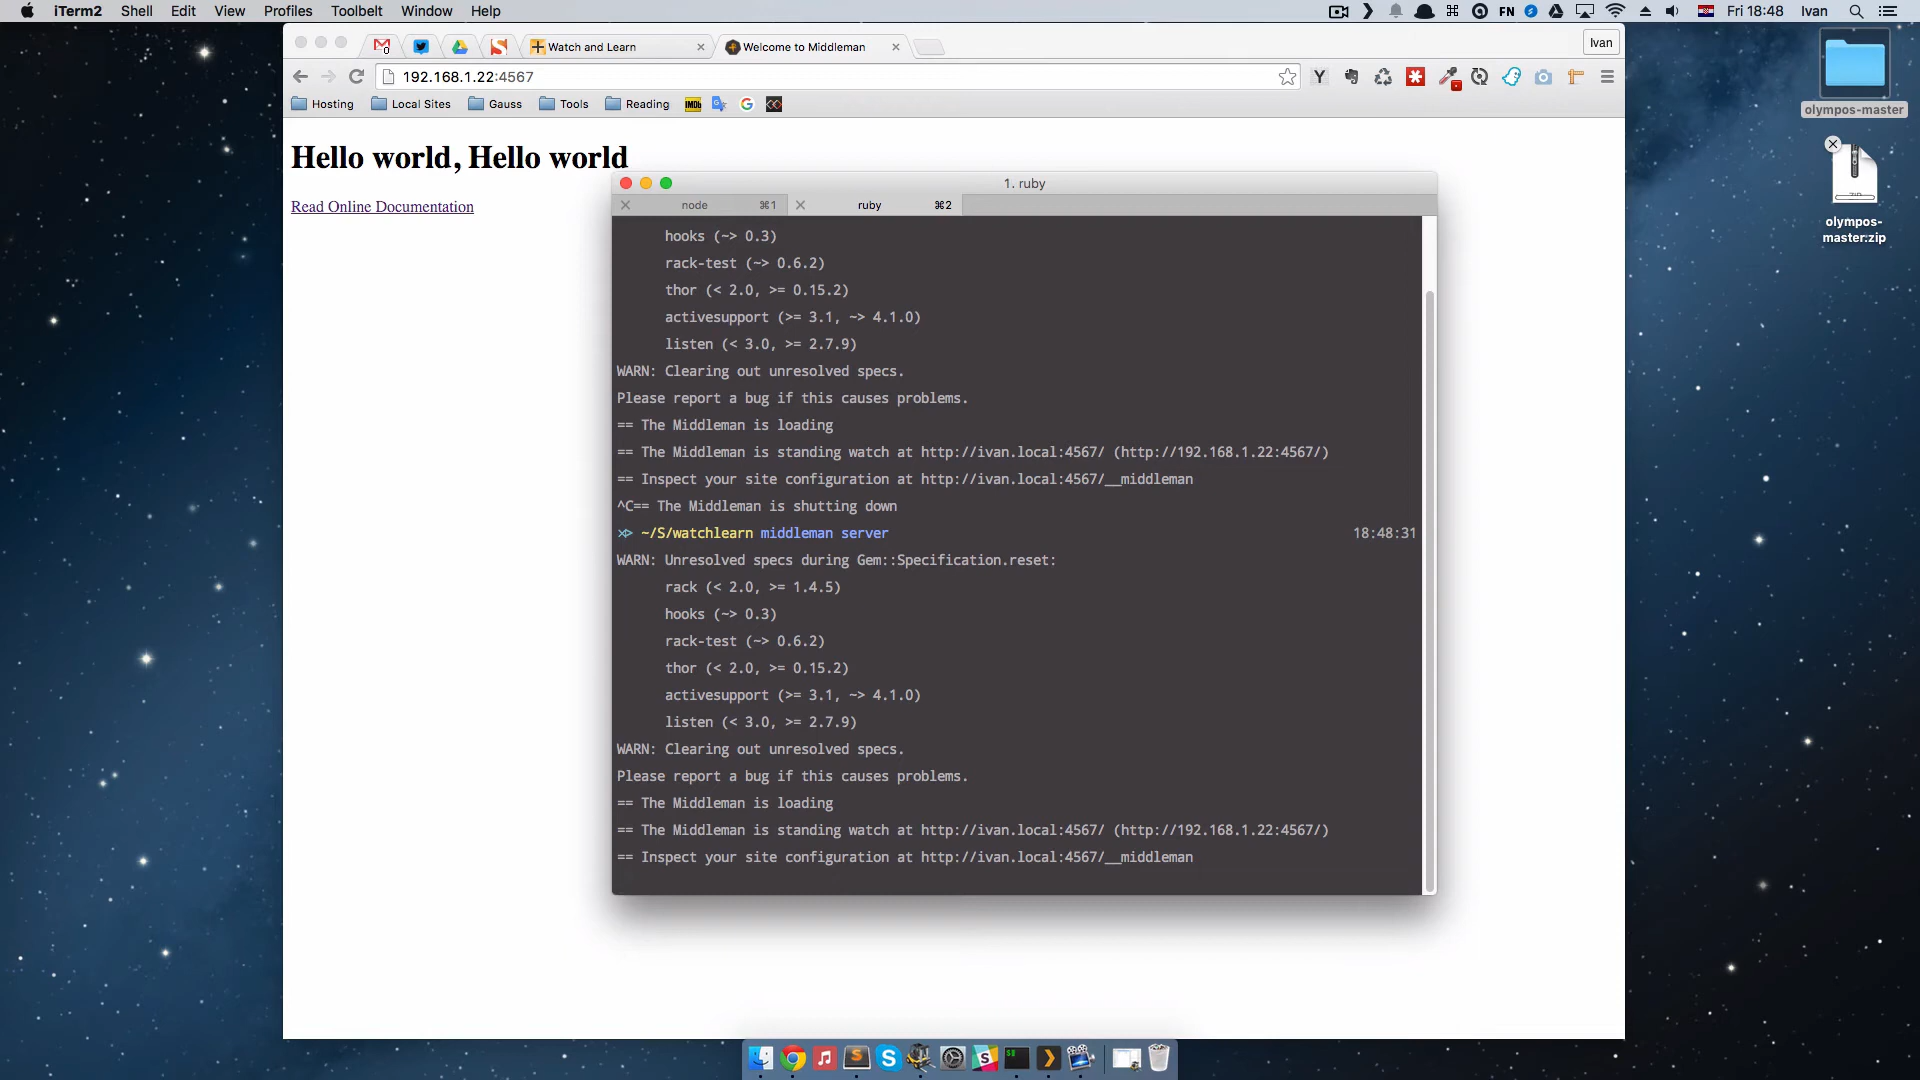 iTerm2 Shell Edit View Profiles Toolbelt Window Help FN Fri 18:48 Ivan
Watch and Learn
Welcome to Middleman
Ivan
192.168.1.22:4567
Hosting Local Sites Gauss Tools Reading IMDb
olympos-master
olympos-
master.zip
Hello world, Hello world
Read Online Documentation
1. ruby
node ⌘1 ruby ⌘2
hooks (~> 0.3)
rack-test (~> 0.6.2)
thor (< 2.0, >= 0.15.2)
activesupport (>= 3.1, ~> 4.1.0)
listen (< 3.0, >= 2.7.9)
WARN: Clearing out unresolved specs.
Please report a bug if this causes problems.
== The Middleman is loading
== The Middleman is standing watch at http://ivan.local:4567/ (http://192.168.1.22:4567/)
== Inspect your site configuration at http://ivan.local:4567/__middleman
^C== The Middleman is shutting down
~/S/watchlearn middleman server 18:48:31
WARN: Unresolved specs during Gem::Specification.reset:
rack (< 2.0, >= 1.4.5)
hooks (~> 0.3)
rack-test (~> 0.6.2)
thor (< 2.0, >= 0.15.2)
activesupport (>= 3.1, ~> 4.1.0)
listen (< 3.0, >= 2.7.9)
WARN: Clearing out unresolved specs.
Please report a bug if this causes problems.
== The Middleman is loading
== The Middleman is standing watch at http://ivan.local:4567/ (http://192.168.1.22:4567/)
== Inspect your site configuration at http://ivan.local:4567/__middleman